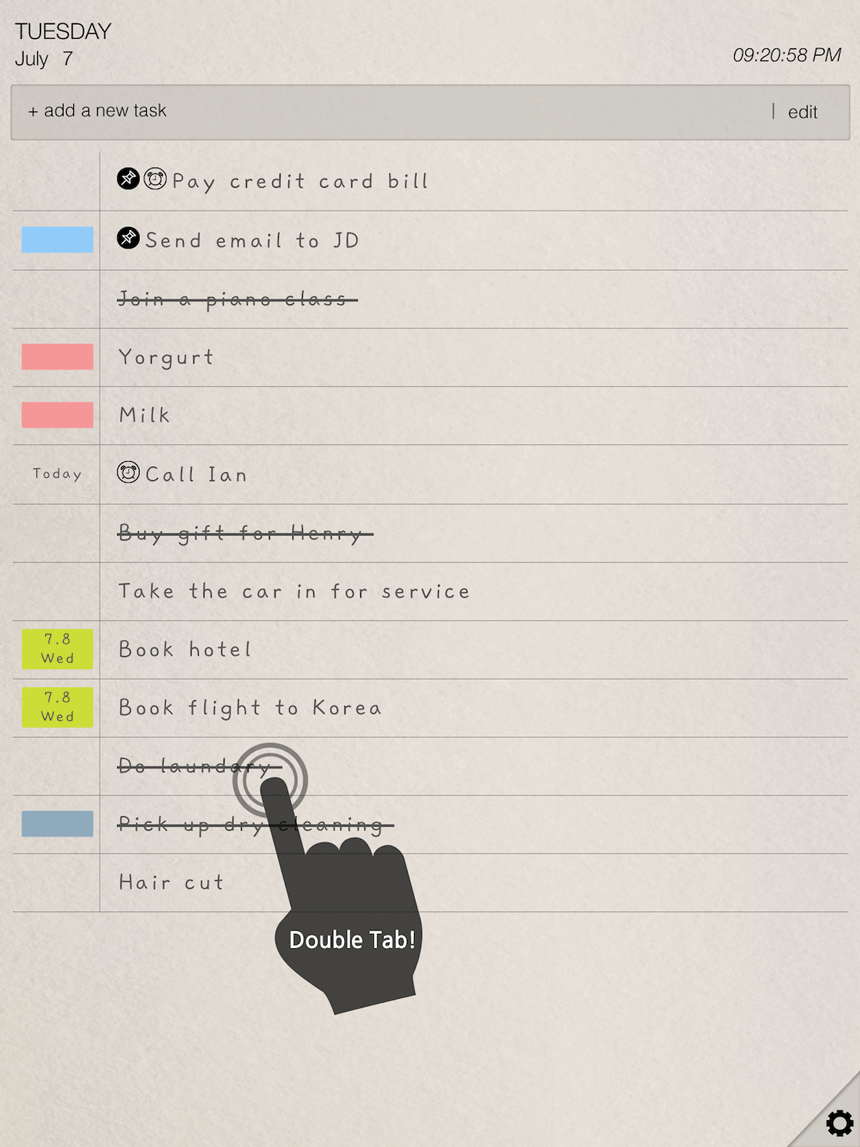 TUESDAY
July 7
09:20:58 PM
+ add a new task
| edit
Pay credit card bill
Send email to JD
Join a piano class
Yorgurt
Milk
Today
Call Ian
Buy gift for Henry
Take the car in for service
7.8
Wed
Book hotel
7.8
Wed
Book flight to Korea
Do laundary
Pick up dry cleaning
Hair cut
Double Tab!